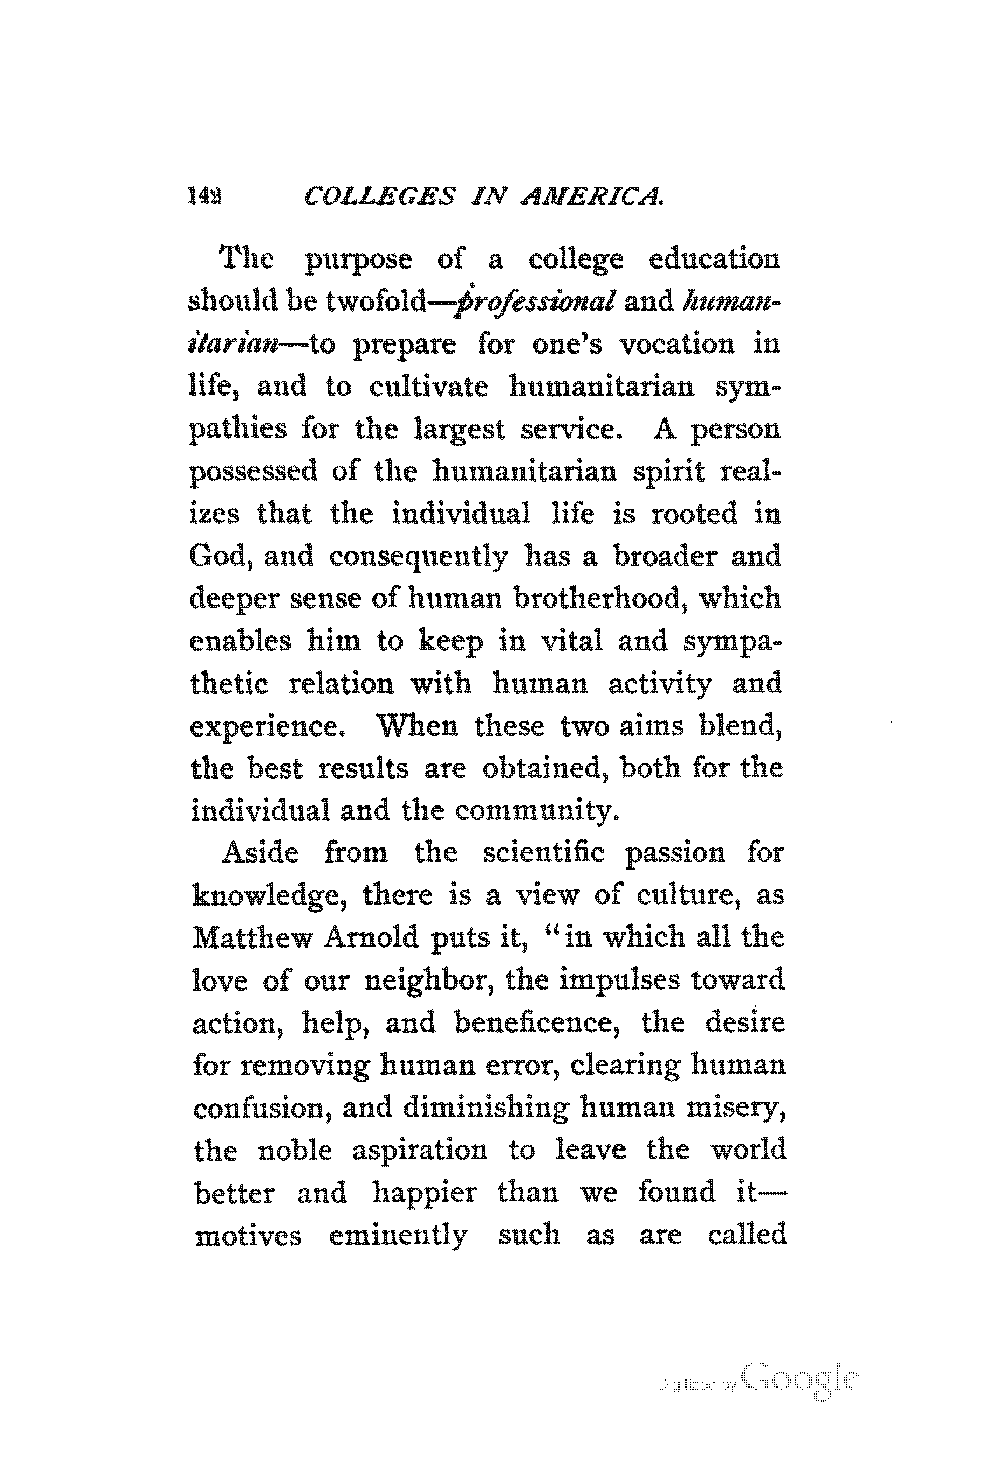 142 COLLEGES IN AMERICA.
The purpose of a college education
should be twofold—professional and human-
itarian—to prepare for one's vocation in
life, and to cultivate humanitarian sym-
pathies for the largest service. A person
possessed of the humanitarian spirit real-
izes that the individual life is rooted in
God, and consequently has a broader and
deeper sense of human brotherhood, which
enables him to keep in vital and sympa-
thetic relation with human activity and
experience. When these two aims blend,
the best results are obtained, both for the
individual and the community.
Aside from the scientific passion for
knowledge, there is a view of culture, as
Matthew Arnold puts it, “in which all the
love of our neighbor, the impulses toward
action, help, and beneficence, the desire
for removing human error, clearing human
confusion, and diminishing human misery,
the noble aspiration to leave the world
better and happier than we found it—
motives eminently such as are called
Digitized by Google